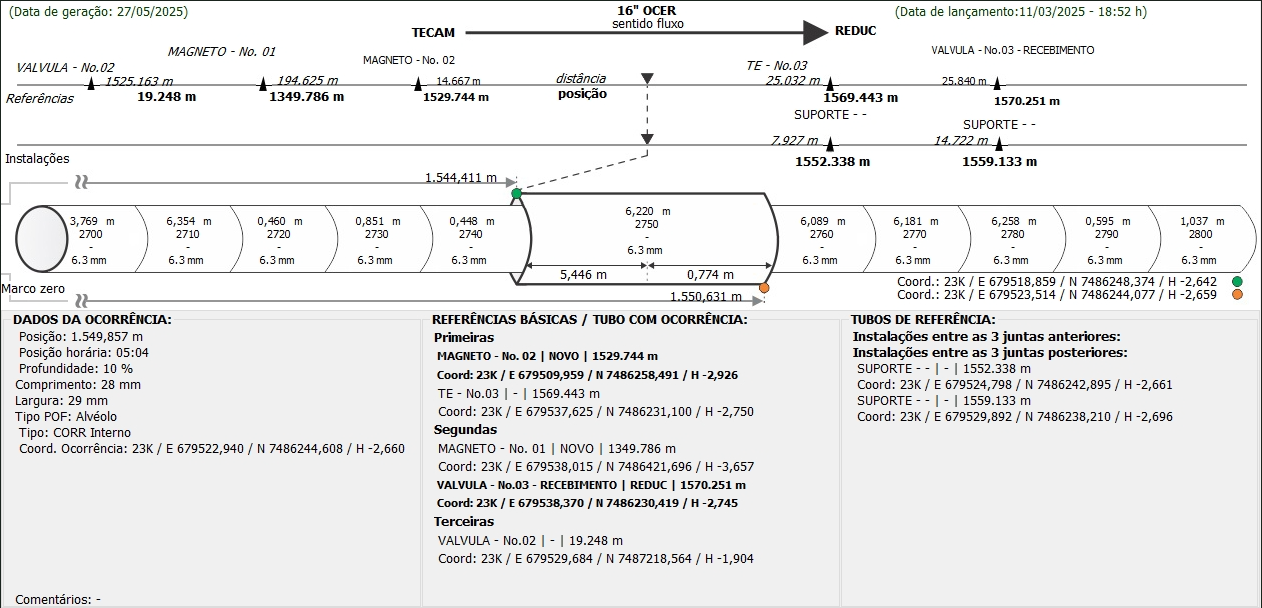 (Data de geração: 27/05/2025)
16" OCER
(Data de lançamento:11/03/2025 - 18:52 h)
sentido fluxo
TECAM
REDUC
MAGNETO - No. 01
VALVULA - No.03 - RECEBIMENTO
MAGNETO - No. 02
VALVULA - No.02
TE - No.03
1525.163 m
194.625 m
14.667 m
distância
25.032 m
25.840 m
Referências
19.248 m
1349.786 m
1529.744 m
posição
1569.443 m
1570.251 m
SUPORTE - -
SUPORTE - -
7.927 m
14.722 m
Instalações
1552.338 m
1559.133 m
1.544,411 m
3,769 m
2700
-
6.3 mm
6,354 m
2710
-
6.3 mm
0,460 m
2720
-
6.3 mm
0,851 m
2730
-
6.3 mm
0,448 m
2740
-
6.3 mm
6,220 m
2750
-
6.3 mm
5,446 m
0,774 m
6,089 m
2760
-
6.3 mm
6,181 m
2770
-
6.3 mm
6,258 m
2780
-
6.3 mm
0,595 m
2790
-
6.3 mm
1,037 m
2800
-
6.3 mm
Coord.: 23K / E 679518,859 / N 7486248,374 / H -2,642
Marco zero
1.550,631 m
Coord.: 23K / E 679523,514 / N 7486244,077 / H -2,659
DADOS DA OCORRÊNCIA:
Posição: 1.549,857 m
Posição horária: 05:04
Profundidade: 10 %
Comprimento: 28 mm
Largura: 29 mm
Tipo POF: Alvéolo
Tipo: CORR Interno
Coord. Ocorrência: 23K / E 679522,940 / N 7486244,608 / H -2,660
Comentários: -
REFERÊNCIAS BÁSICAS / TUBO COM OCORRÊNCIA:
Primeiras
MAGNETO - No. 02 | NOVO | 1529.744 m
Coord: 23K / E 679509,959 / N 7486258,491 / H -2,926
TE - No.03 | - | 1569.443 m
Coord: 23K / E 679537,625 / N 7486231,100 / H -2,750
Segundas
MAGNETO - No. 01 | NOVO | 1349.786 m
Coord: 23K / E 679538,015 / N 7486421,696 / H -3,657
VALVULA - No.03 - RECEBIMENTO | REDUC | 1570.251 m
Coord: 23K / E 679538,370 / N 7486230,419 / H -2,745
Terceiras
VALVULA - No.02 | - | 19.248 m
Coord: 23K / E 679529,684 / N 7487218,564 / H -1,904
TUBOS DE REFERÊNCIA:
Instalações entre as 3 juntas anteriores:
Instalações entre as 3 juntas posteriores:
SUPORTE - - | - | 1552.338 m
Coord: 23K / E 679524,798 / N 7486242,895 / H -2,661
SUPORTE - - | - | 1559.133 m
Coord: 23K / E 679529,892 / N 7486238,210 / H -2,696